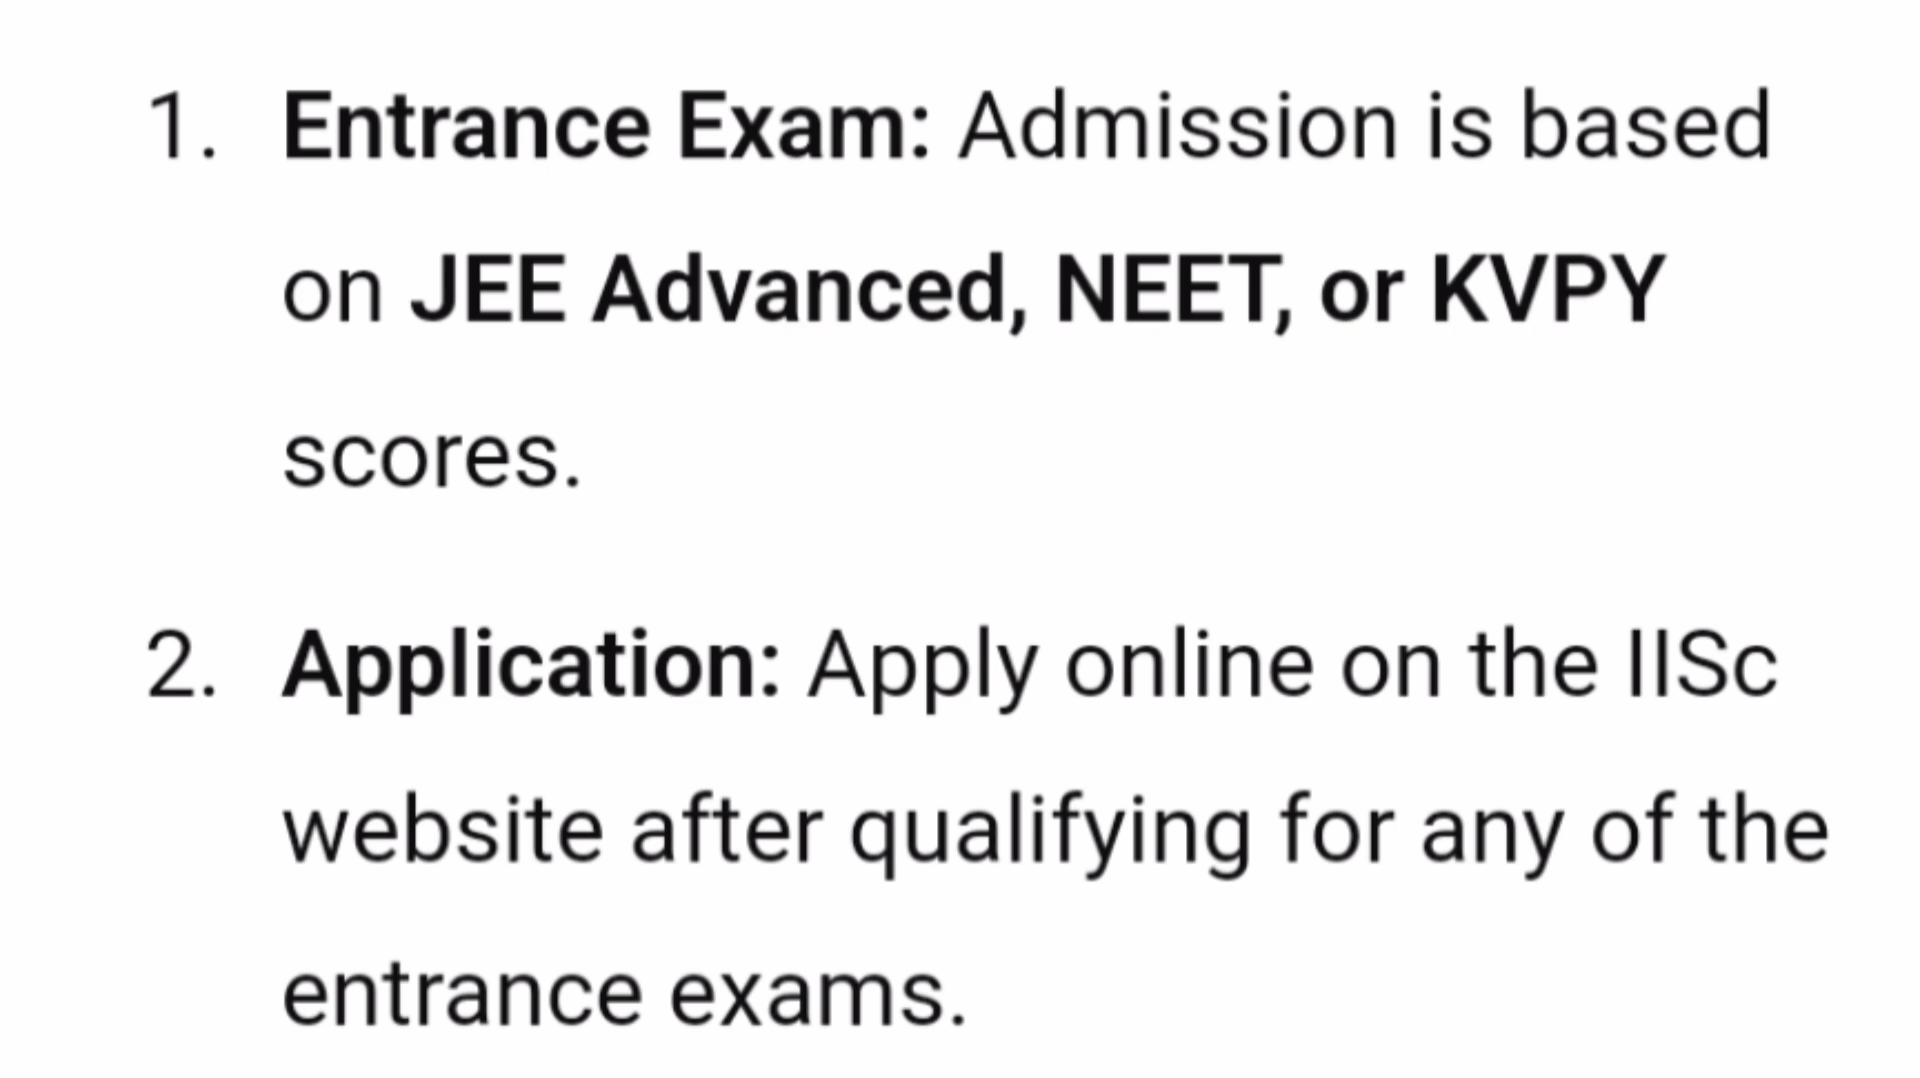 1. Entrance Exam: Admission is based
on JEE Advanced, NEET, or KVPY
scores.
2. Application: Apply online on the IISc
website after qualifying for any of the
entrance exams.